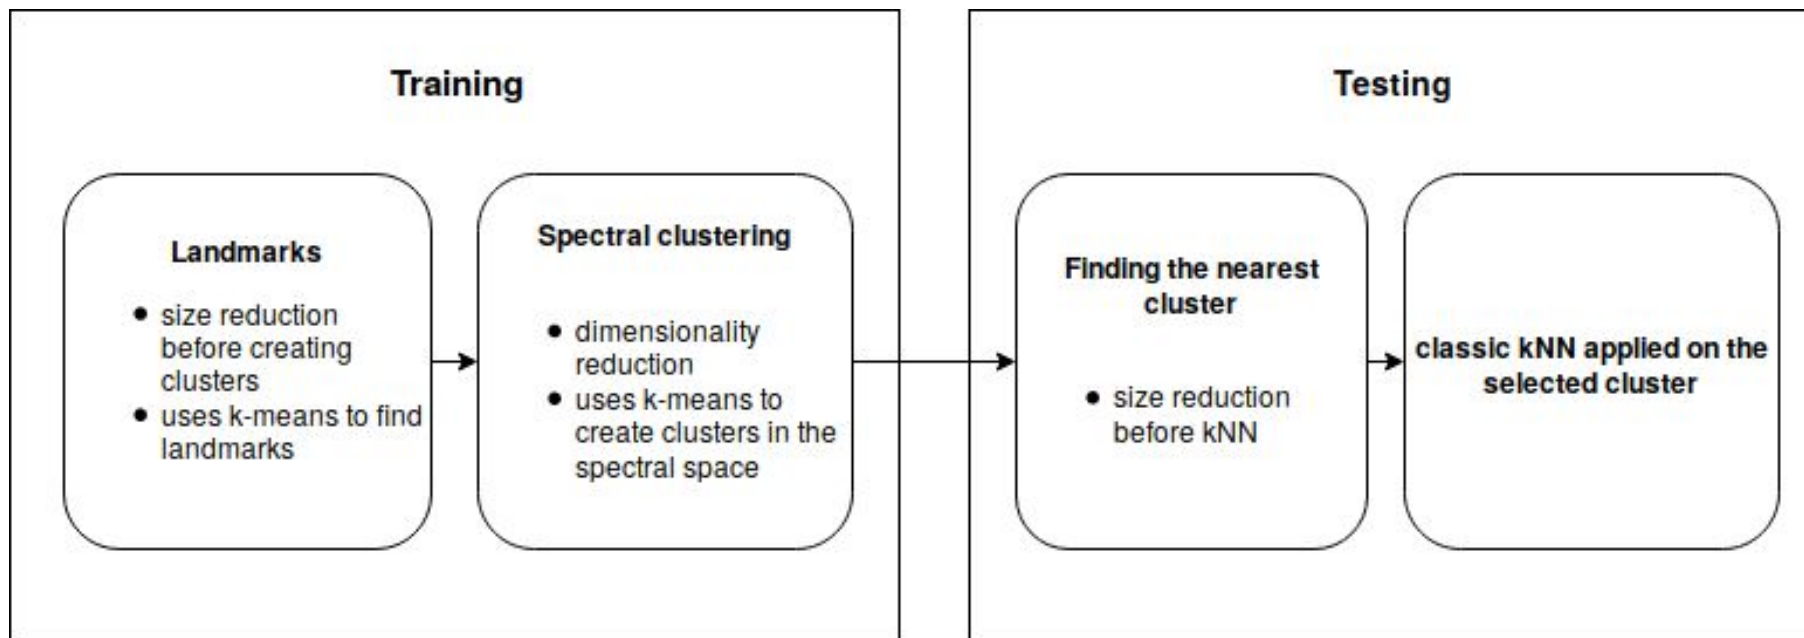 Training
Landmarks
● size reduction
before creating
clusters
● uses k-means to find
landmarks
Spectral clustering
● dimensionality
reduction
● uses k-means to
create clusters in the
spectral space
Testing
Finding the nearest
cluster
● size reduction
before kNN
classic kNN applied on the
selected cluster